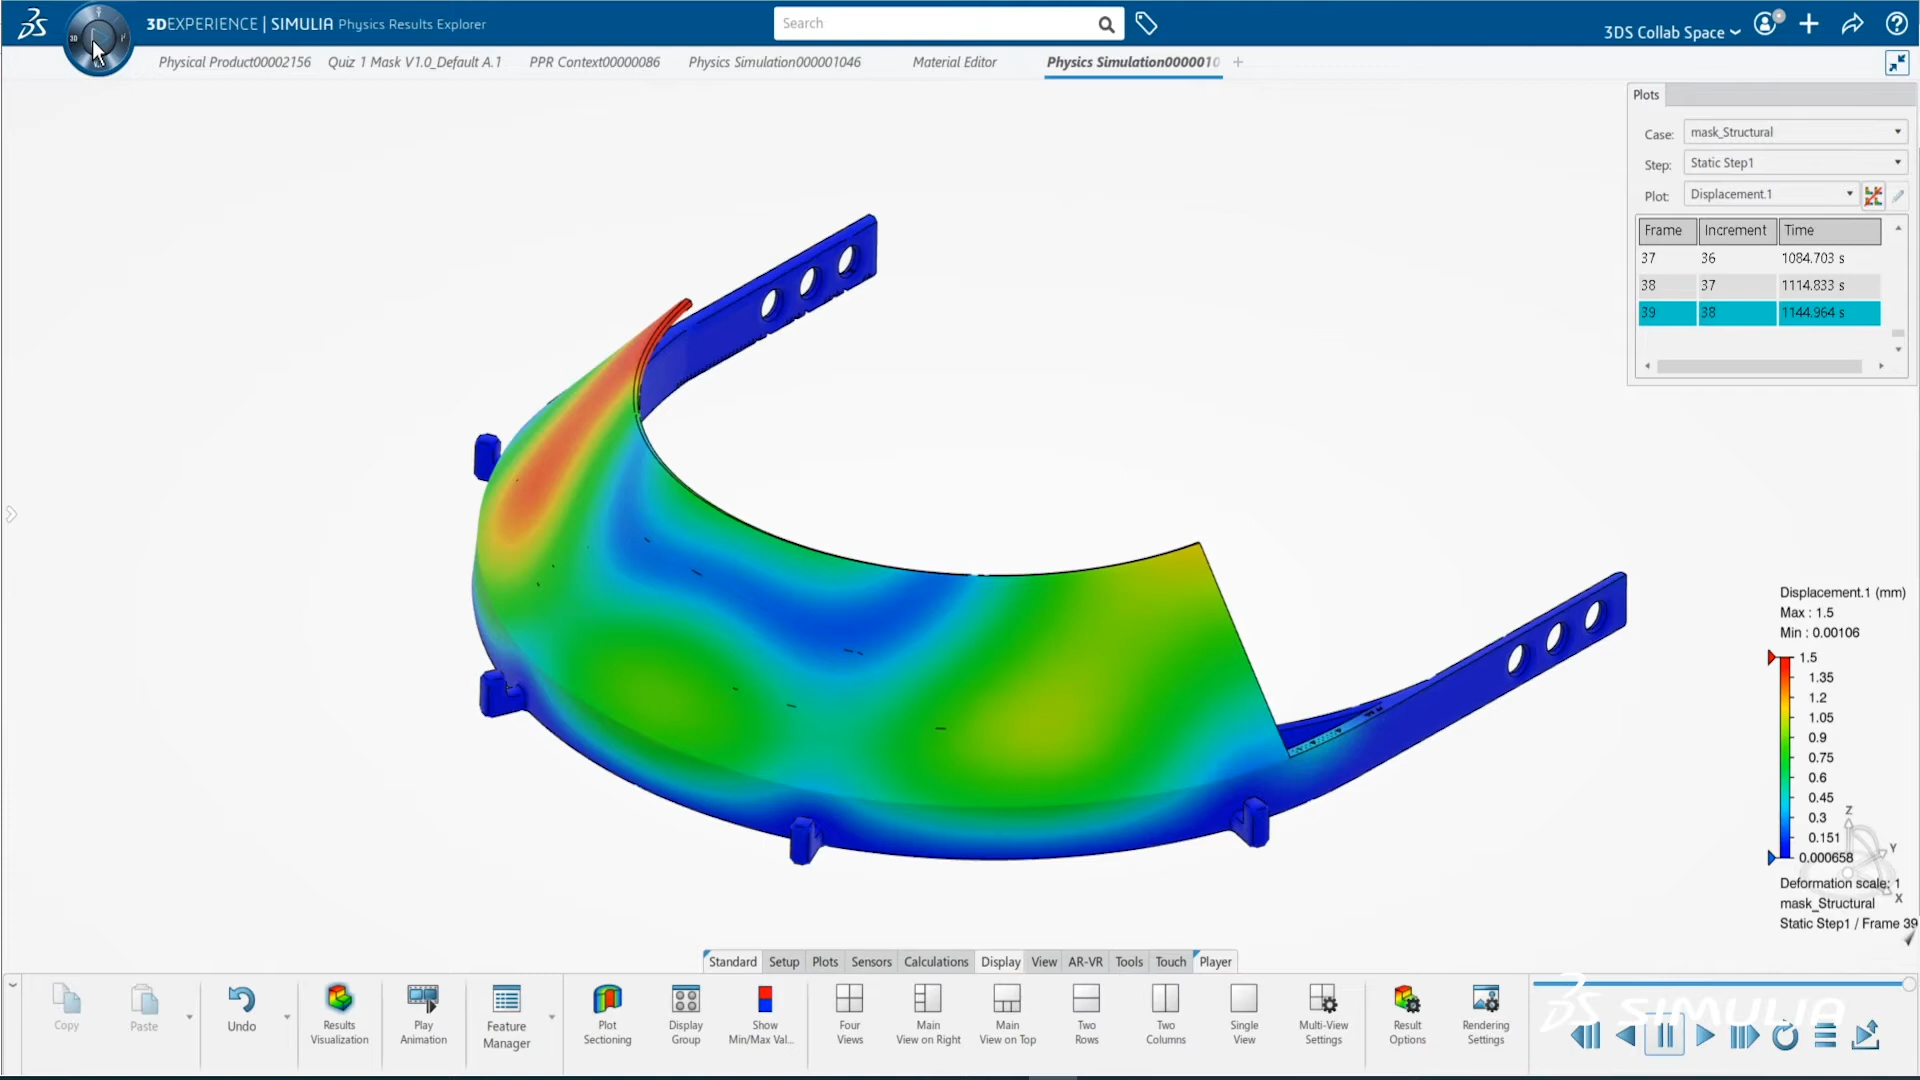 3DEXPERIENCE | SIMULIA Physics Results Explorer
Search
3DS Collab Space
3D
Physical Product00002156
Quiz 1 Mask V1.0_Default A.1
PPR Context00000086
Physics Simulation000001046
Material Editor
Physics Simulation0000010
Plots
Case: mask_Structural
Step: Static Step1
Plot: Displacement.1
Frame Increment Time
37 36 1084.703 s
38 37 1114.833 s
39 38 1144.964 s
Displacement.1 (mm)
Max : 1.5
Min : 0.00106
1.5
1.35
1.2
1.05
0.9
0.75
0.6
0.45
0.3
0.151
0.000658
Z
Y
X
Deformation scale: 1
mask_Structural
Static Step1 / Frame 39
Standard Setup Plots Sensors Calculations Display View AR-VR Tools Touch Player
Copy
Paste
Undo
Results
Visualization
Play
Animation
Feature
Manager
Plot
Sectioning
Display
Group
Show
Min/Max Val...
Four
Views
Main
View on Right
Main
View on Top
Two
Rows
Two
Columns
Single
View
Multi-View
Settings
Result
Options
Rendering
Settings
SIMULIA